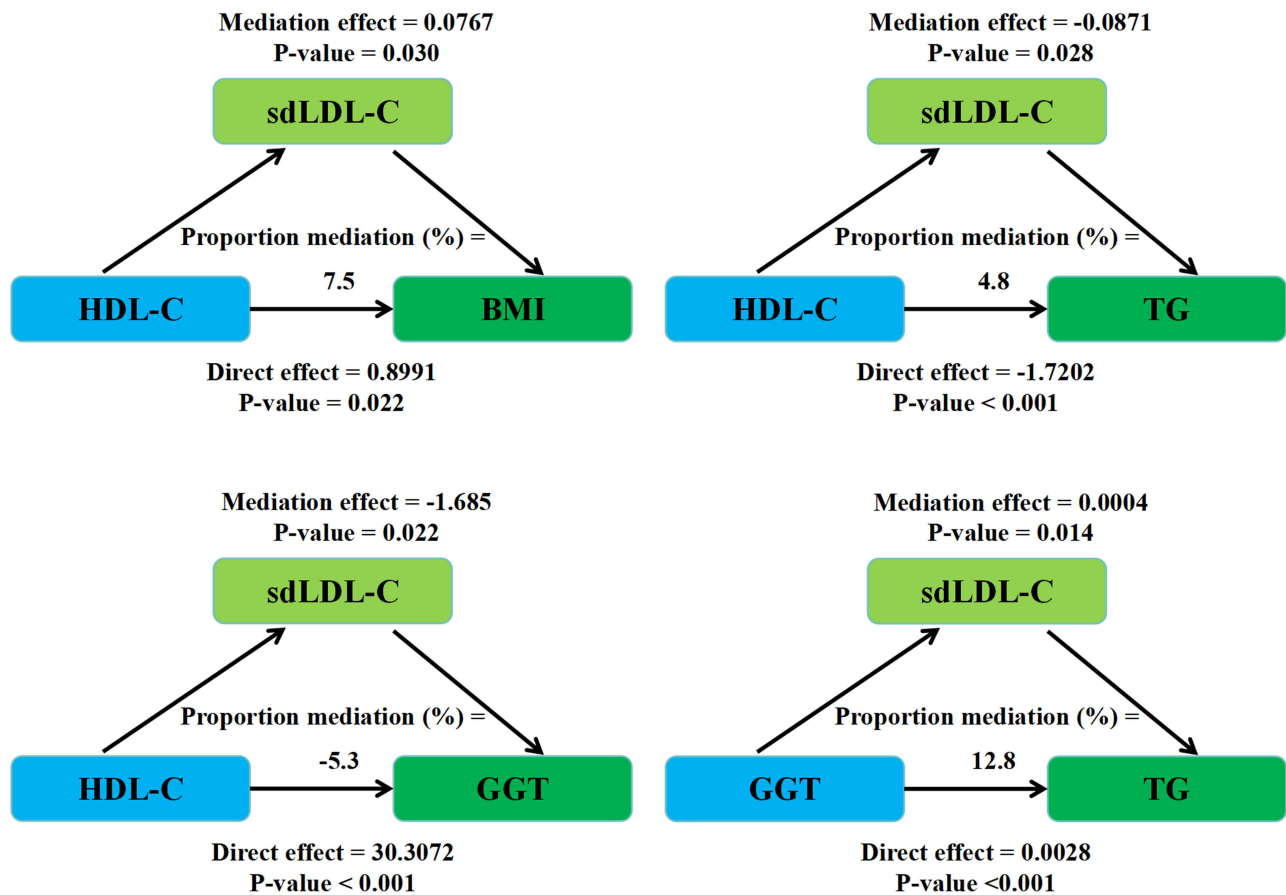 Mediation effect = 0.0767
P-value = 0.030
sdLDL-C
Proportion mediation (%) =
7.5
HDL-C
BMI
Direct effect = 0.8991
P-value = 0.022
Mediation effect = -0.0871
P-value = 0.028
sdLDL-C
Proportion mediation (%) =
4.8
HDL-C
TG
Direct effect = -1.7202
P-value < 0.001
Mediation effect = -1.685
P-value = 0.022
sdLDL-C
Proportion mediation (%) =
-5.3
HDL-C
GGT
Direct effect = 30.3072
P-value < 0.001
Mediation effect = 0.0004
P-value = 0.014
sdLDL-C
Proportion mediation (%) =
12.8
GGT
TG
Direct effect = 0.0028
P-value <0.001